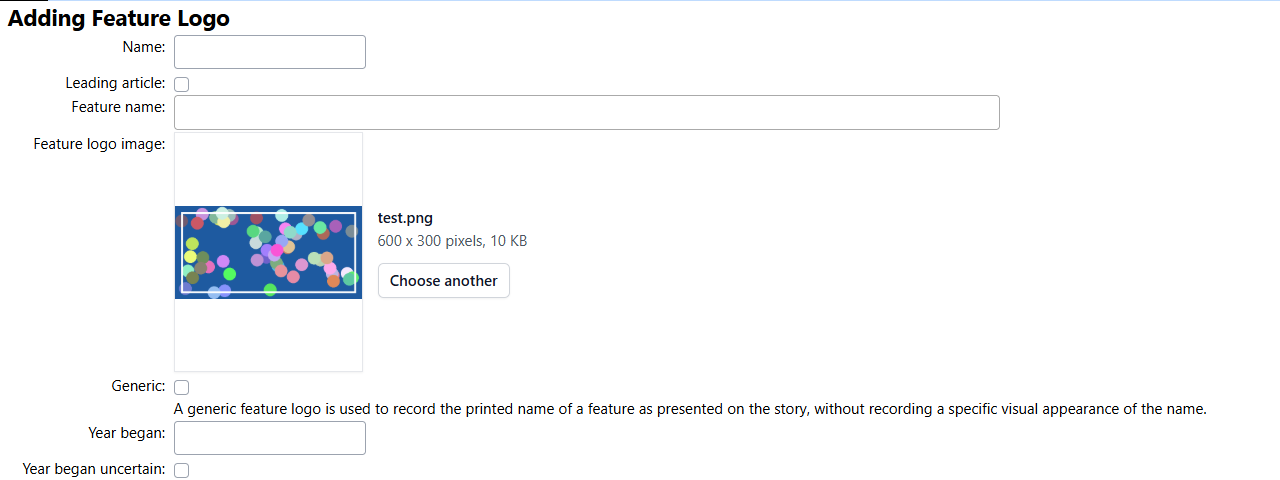 Adding Feature Logo
Name:
Leading article:
Feature name:
Feature logo image:
test.png
600 x 300 pixels, 10 KB
Choose another
Generic:
A generic feature logo is used to record the printed name of a feature as presented on the story, without recording a specific visual appearance of the name.
Year began:
Year began uncertain: